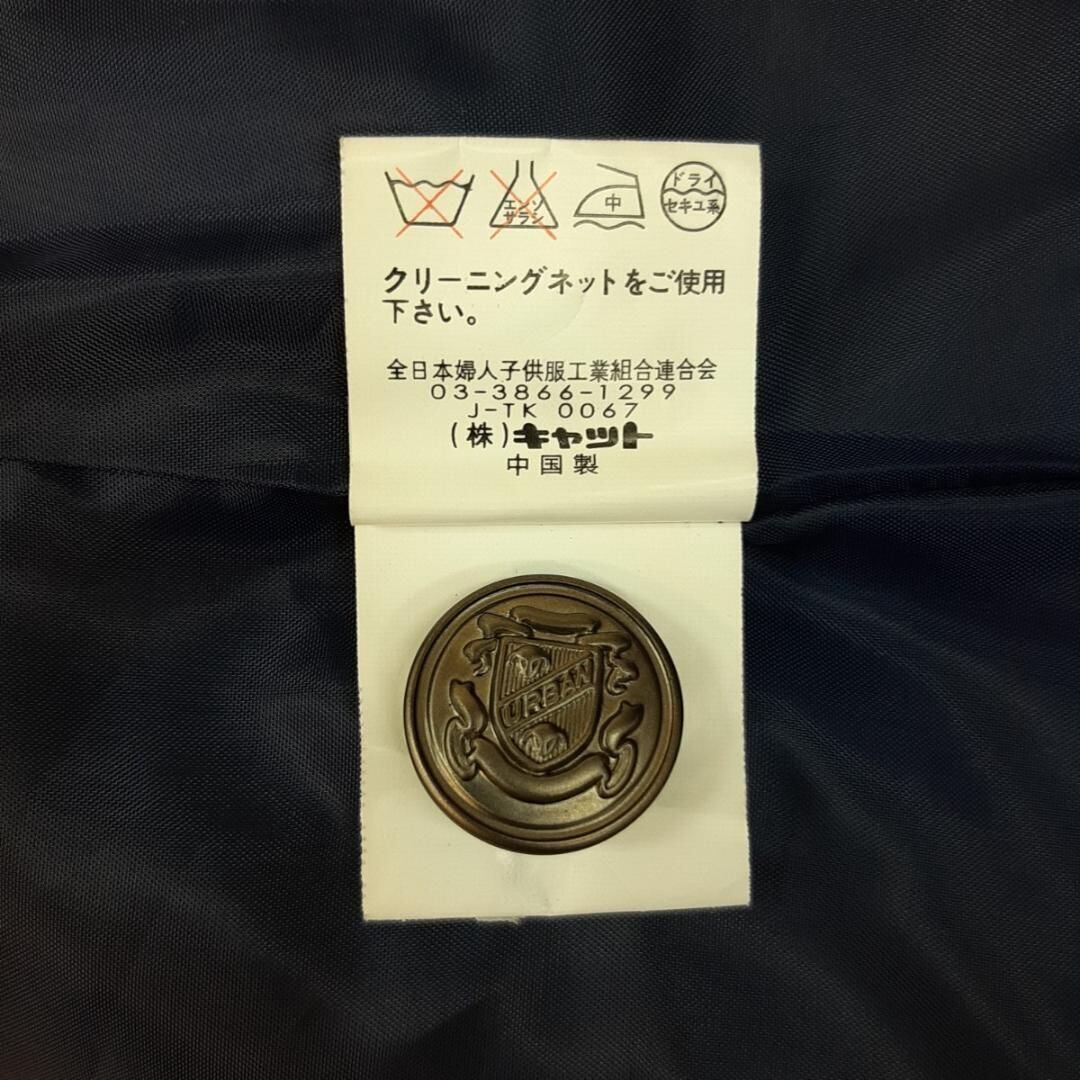 エンソ
サラシ
中
ドライ
セキユ系
クリーニングネットをご使用
下さい。
全日本婦人子供服工業組合連合会
03-3866-1299
J-TK 0067
(株)キャット
中国製
URBAN